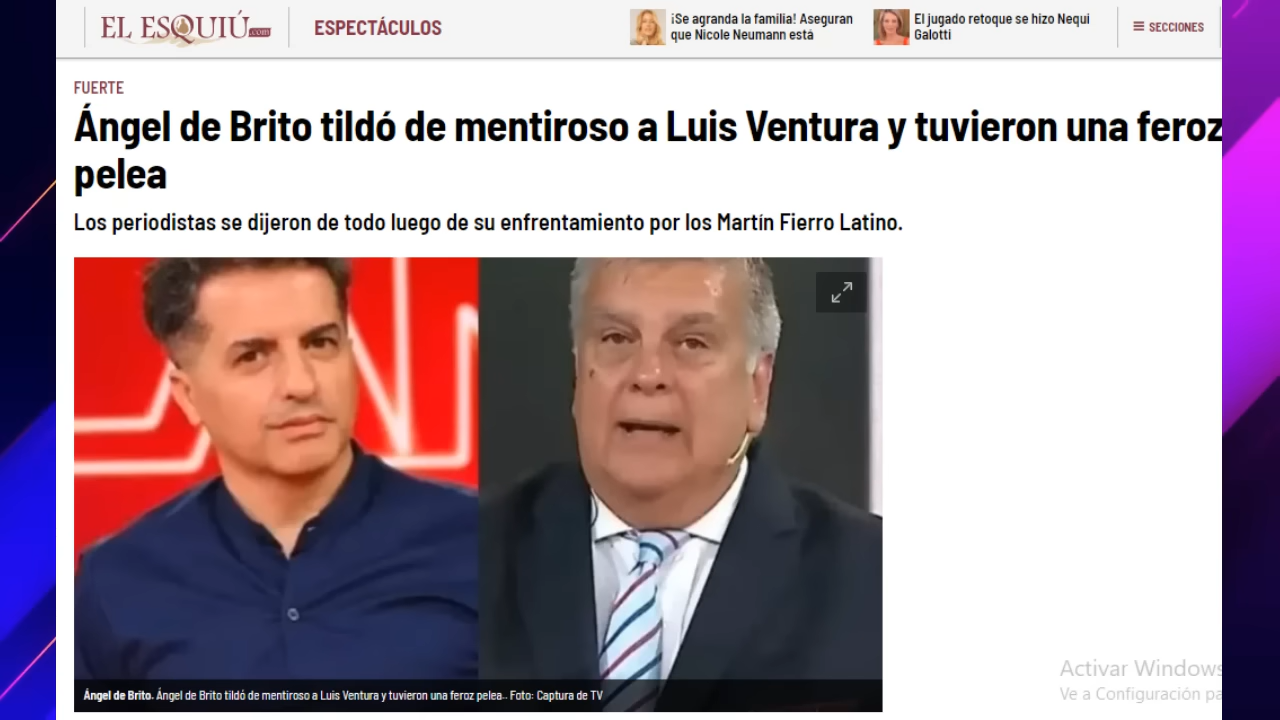 EL ESQUIÚ.com
ESPECTÁCULOS
¡Se agranda la familia! Aseguran
que Nicole Neumann está
El jugado retoque se hizo Nequi
Galotti
SECCIONES
FUERTE
Ángel de Brito tildó de mentiroso a Luis Ventura y tuvieron una feroz
pelea
Los periodistas se dijeron de todo luego de su enfrentamiento por los Martín Fierro Latino.
Ángel de Brito. Ángel de Brito tildó de mentiroso a Luis Ventura y tuvieron una feroz pelea.. Foto: Captura de TV
Activar Windows
Ve a Configuración pa